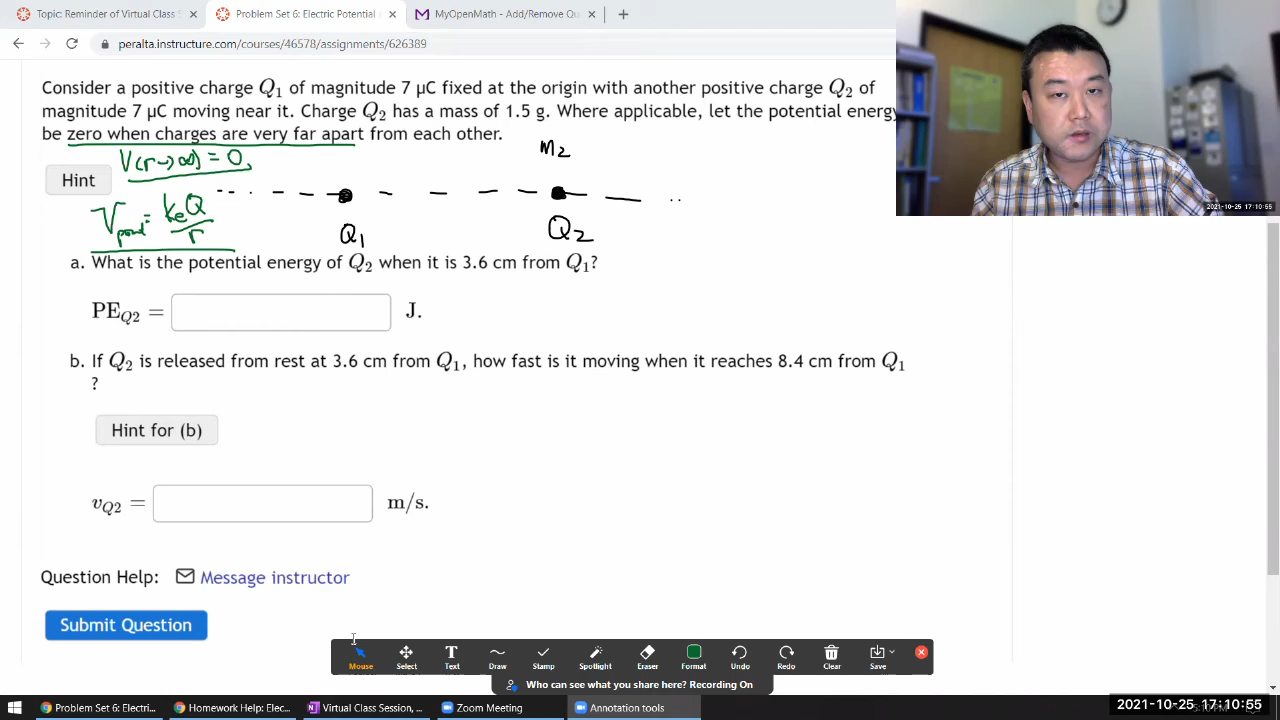 Topic: Reminder of Virtual Class
Problem Set 6: Electric Potential
MyOpenMath - Add/Remove Qu
peralta.instructure.com/courses/46578/assignments/626389
2021-10-25 17:10:55
Consider a positive charge Q1 of magnitude 7 μC fixed at the origin with another positive charge Q2 of
magnitude 7 μC moving near it. Charge Q2 has a mass of 1.5 g. Where applicable, let the potential energy
be zero when charges are very far apart from each other.
V(r→∞) = 0,
M2
Hint
Vpoint = keQ/r
Q1
Q2
a. What is the potential energy of Q2 when it is 3.6 cm from Q1?
PEQ2 = J.
b. If Q2 is released from rest at 3.6 cm from Q1, how fast is it moving when it reaches 8.4 cm from Q1
?
Hint for (b)
vQ2 = m/s.
Question Help: Message instructor
Submit Question
Mouse Select Text Draw Stamp Spotlight Eraser Format Undo Redo Clear Save
Who can see what you share here? Recording On
Problem Set 6: Electri... Homework Help: Elec... Virtual Class Session, ... Zoom Meeting Annotation tools
2021-10-25 17:10:55